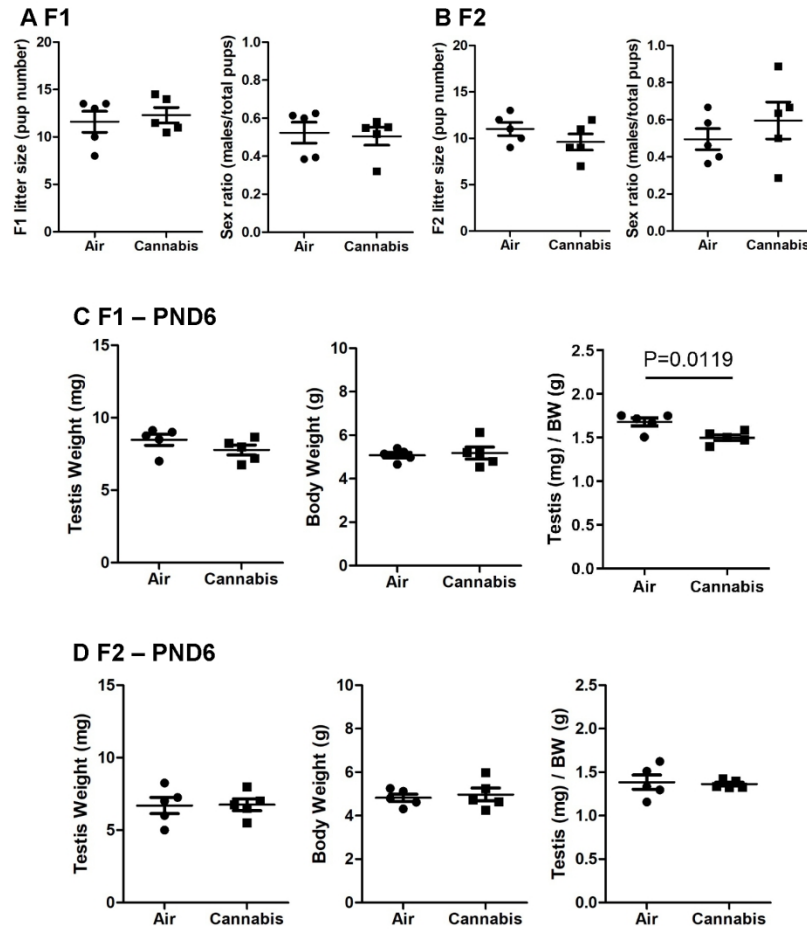 A F1
B F2
F1 litter size (pup number)
20
15
10
5
0
Air
Cannabis
Sex ratio (males/total pups)
1.0
0.8
0.6
0.4
0.2
0.0
Air
Cannabis
F2 litter size (pup number)
20
15
10
5
0
Air
Cannabis
Sex ratio (males/total pups)
1.0
0.8
0.6
0.4
0.2
0.0
Air
Cannabis
C F1 – PND6
Testis Weight (mg)
15
10
5
0
Air
Cannabis
Body Weight (g)
10
8
6
4
2
0
Air
Cannabis
Testis (mg) / BW (g)
2.5
2.0
1.5
1.0
0.5
0.0
P=0.0119
Air
Cannabis
D F2 – PND6
Testis Weight (mg)
15
10
5
0
Air
Cannabis
Body Weight (g)
10
8
6
4
2
0
Air
Cannabis
Testis (mg) / BW (g)
2.5
2.0
1.5
1.0
0.5
0.0
Air
Cannabis